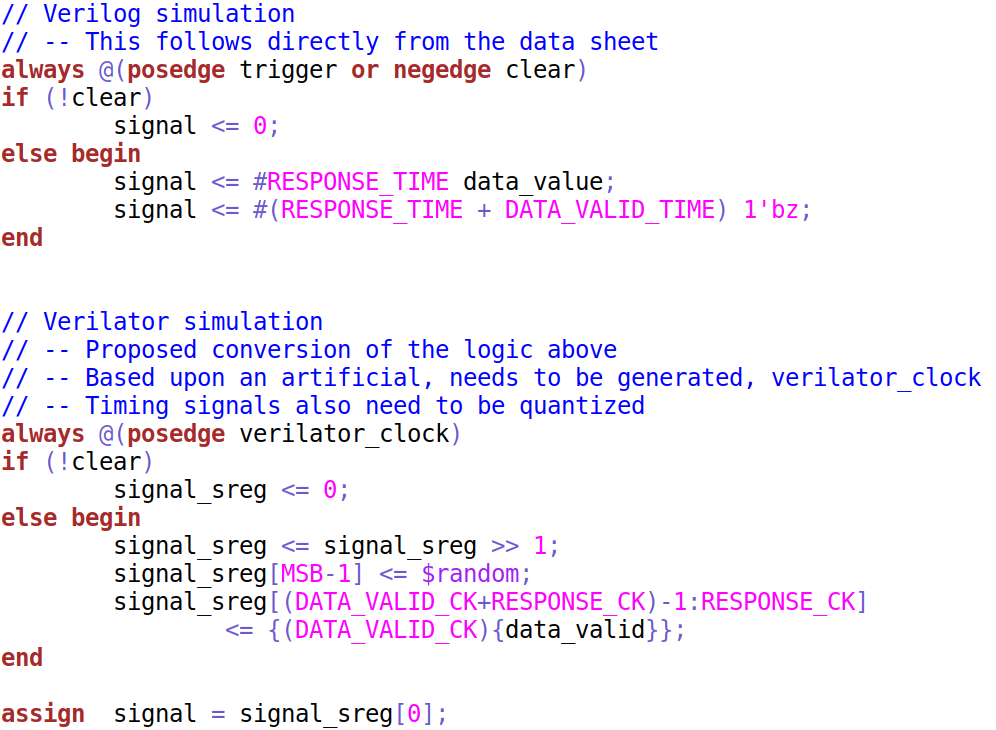 // Verilog simulation
// -- This follows directly from the data sheet
always @(posedge trigger or negedge clear)
if (!clear)
        signal <= 0;
else begin
        signal <= #RESPONSE_TIME data_value;
        signal <= #(RESPONSE_TIME + DATA_VALID_TIME) 1'bz;
end
// Verilator simulation
// -- Proposed conversion of the logic above
// -- Based upon an artificial, needs to be generated, verilator_clock
// -- Timing signals also need to be quantized
always @(posedge verilator_clock)
if (!clear)
        signal_sreg <= 0;
else begin
        signal_sreg <= signal_sreg >> 1;
        signal_sreg[MSB-1] <= $random;
        signal_sreg[(DATA_VALID_CK+RESPONSE_CK)-1:RESPONSE_CK]
                <= {(DATA_VALID_CK){data_valid}};
end
assign  signal = signal_sreg[0];